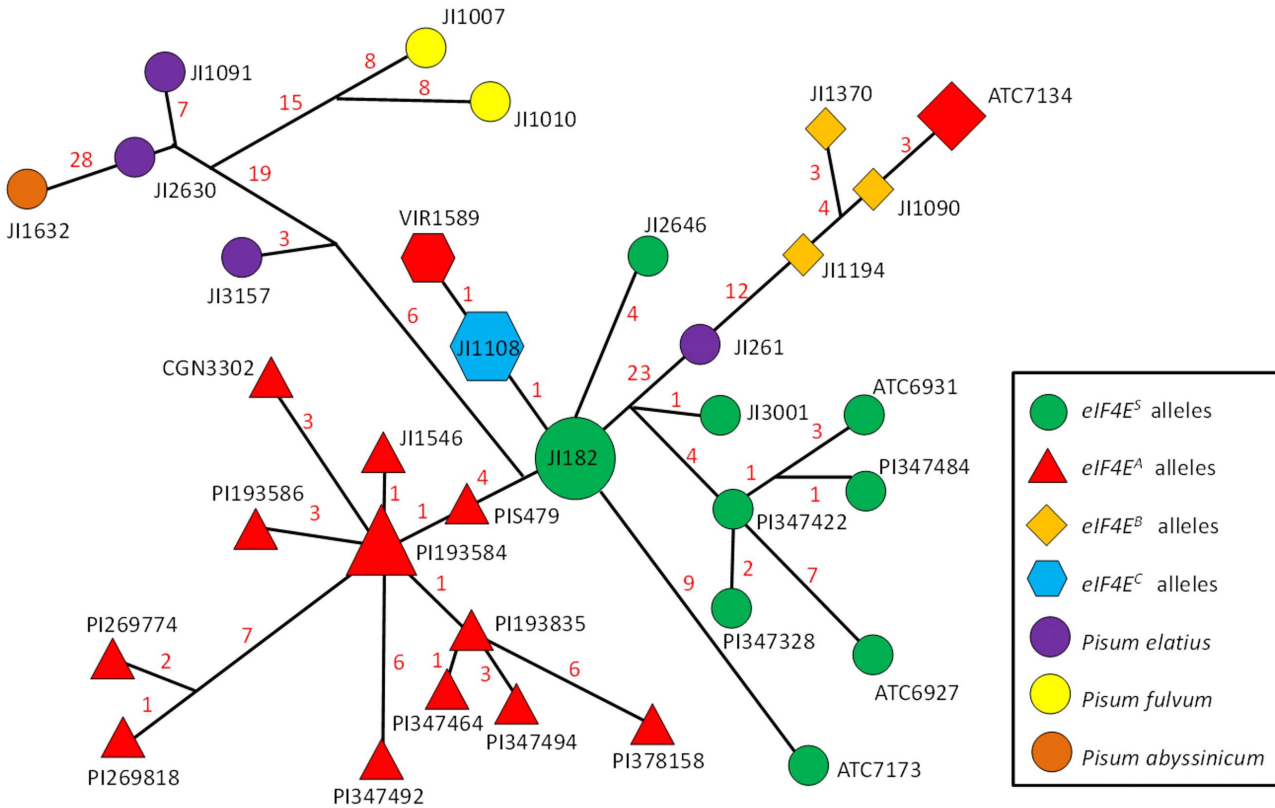 JI1007
8
JI1091
15
8
7
JI1010
28
JI2630
19
JI1632
3
JI3157
6
VIR1589
1
JI1108
1
JI2646
4
JI1370
ATC7134
3
3
4
JI1090
JI1194
12
JI261
23
1
JI3001
ATC6931
3
4
1
PI347484
1
PI347422
2
7
PI347328
ATC6927
JI182
9
ATC7173
CGN3302
3
JI1546
4
PI193586
3
1
1
PIS479
PI193584
1
PI269774
7
2
1
PI269818
6
PI193835
1
3
6
PI347464
PI347494
PI378158
PI347492
eIF4E^S alleles
eIF4E^A alleles
eIF4E^B alleles
eIF4E^C alleles
Pisum elatius
Pisum fulvum
Pisum abyssinicum